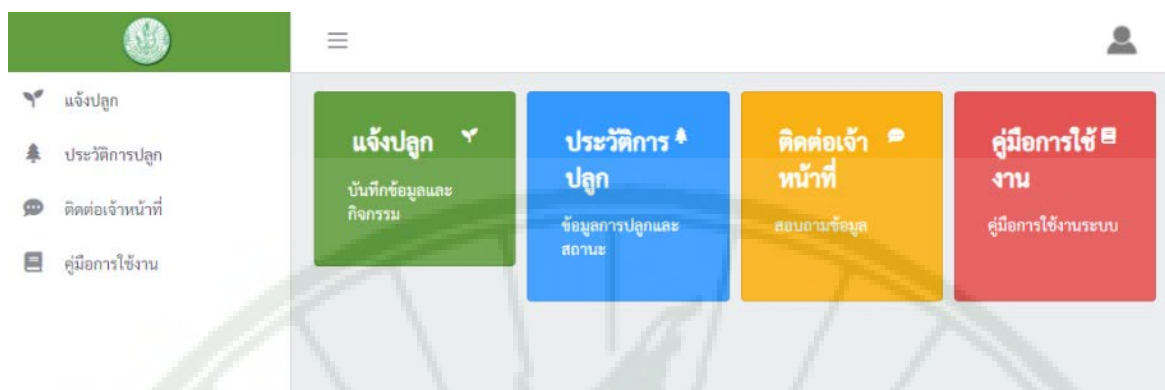 แจ้งปลูก
ประวัติการปลูก
ติดต่อเจ้าหน้าที่
คู่มือการใช้งาน
แจ้งปลูก
บันทึกข้อมูลและ
กิจกรรม
ประวัติการ
ปลูก
ข้อมูลการปลูกและ
สถานะ
ติดต่อเจ้า
หน้าที่
สอบถามข้อมูล
คู่มือการใช้
งาน
คู่มือการใช้งานระบบ